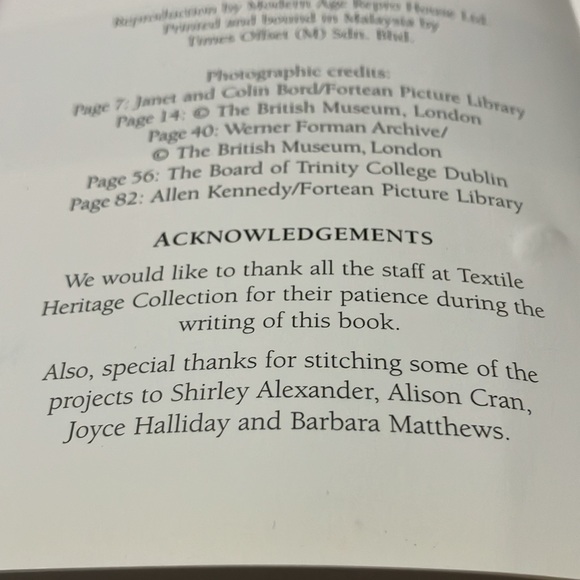 Reproduction by Modern Age Repro House Ltd.
Printed and bound in Malaysia by
Times Offset (M) Sdn. Bhd.
Photographic credits:
Page 7: Janet and Colin Bord/Fortean Picture Library
Page 14: © The British Museum, London
Page 40: Werner Forman Archive/
© The British Museum, London
Page 56: The Board of Trinity College Dublin
Page 82: Allen Kennedy/Fortean Picture Library
ACKNOWLEDGEMENTS
We would like to thank all the staff at Textile
Heritage Collection for their patience during the
writing of this book.
Also, special thanks for stitching some of the
projects to Shirley Alexander, Alison Cran,
Joyce Halliday and Barbara Matthews.